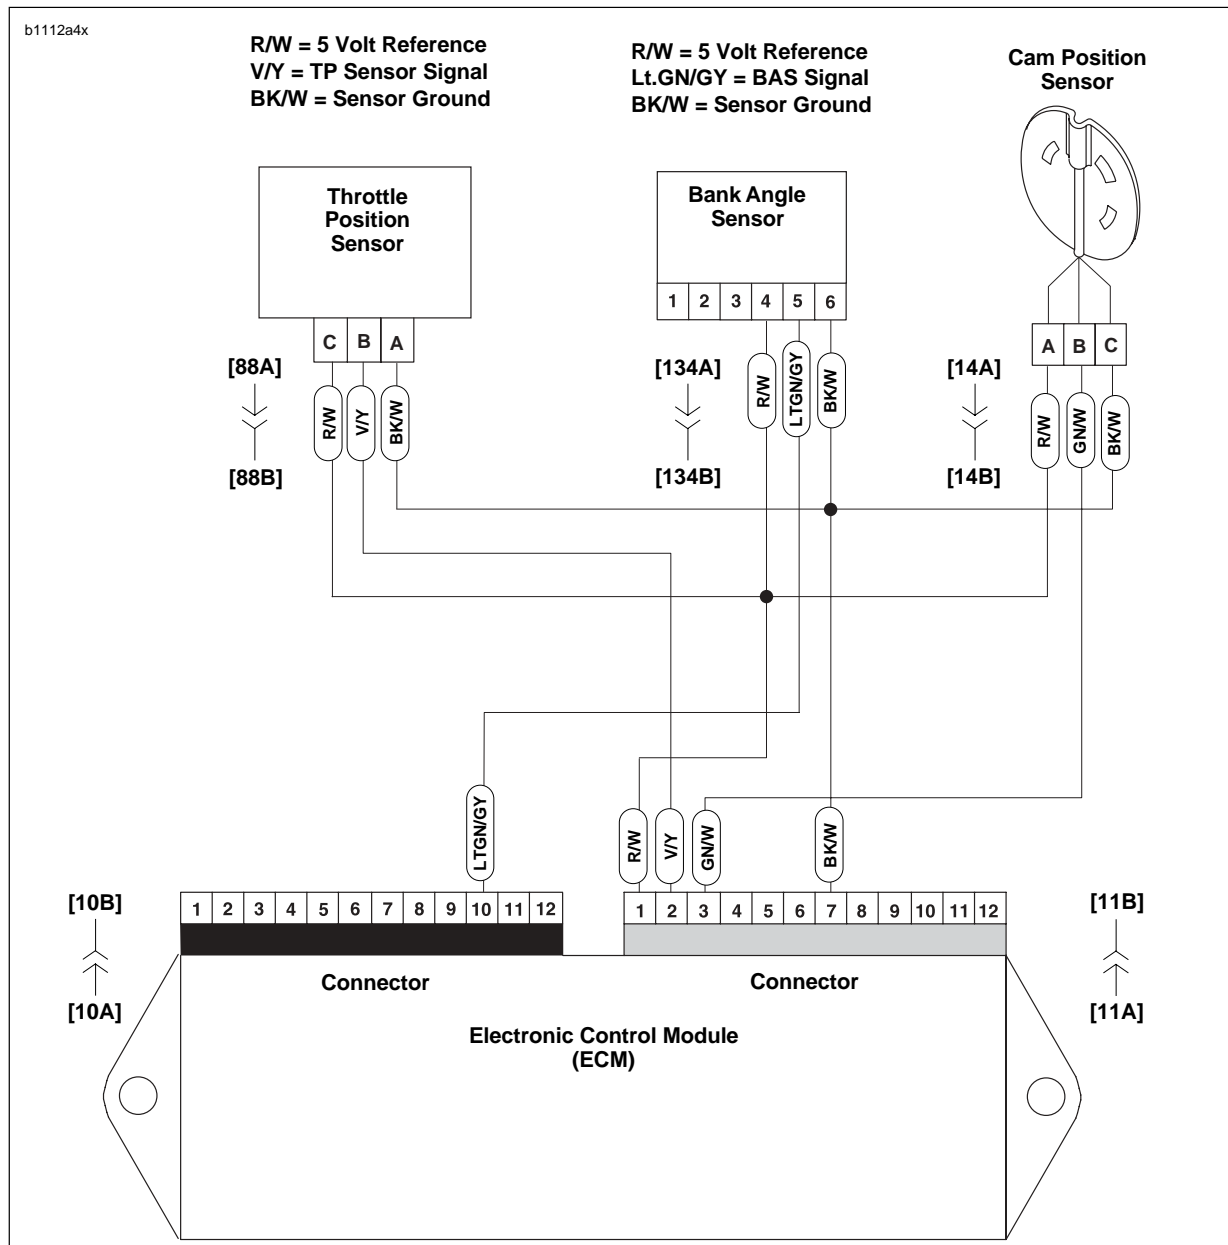 b1112a4x
R/W = 5 Volt Reference
V/Y = TP Sensor Signal
BK/W = Sensor Ground
R/W = 5 Volt Reference
Lt.GN/GY = BAS Signal
BK/W = Sensor Ground
Cam Position
Sensor
Throttle
Position
Sensor
Bank Angle
Sensor
1 2 3 4 5 6
C B A
A B C
[88A]
[88B]
R/W
V/Y
BK/W
[134A]
[134B]
R/W
LTGN/GY
BK/W
[14A]
[14B]
R/W
GN/W
BK/W
LTGN/GY
R/W
V/Y
GN/W
BK/W
[10B]
[10A]
1 2 3 4 5 6 7 8 9 10 11 12
1 2 3 4 5 6 7 8 9 10 11 12
[11B]
[11A]
Connector
Connector
Electronic Control Module
(ECM)